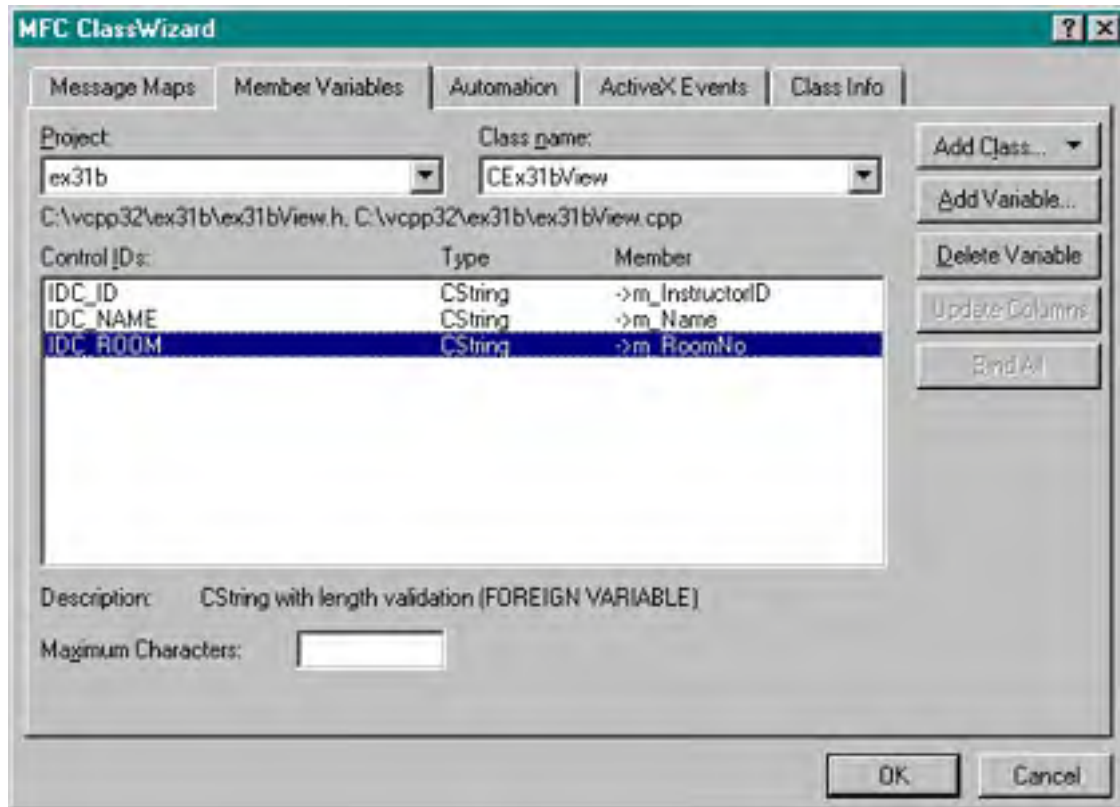 MFC ClassWizard
Message Maps Member Variables Automation ActiveX Events Class Info
Project: Class name:
ex31b CEx31bView
C:\vcpp32\ex31b\ex31bView.h, C:\vcpp32\ex31b\ex31bView.cpp
Control IDs: Type Member
IDC_ID CString ->m_InstructorID
IDC_NAME CString ->m_Name
IDC_ROOM CString ->m_RoomNo
Description: CString with length validation (FOREIGN VARIABLE)
Maximum Characters:
Add Class...
Add Variable...
Delete Variable
Update Columns
Bind All
OK Cancel